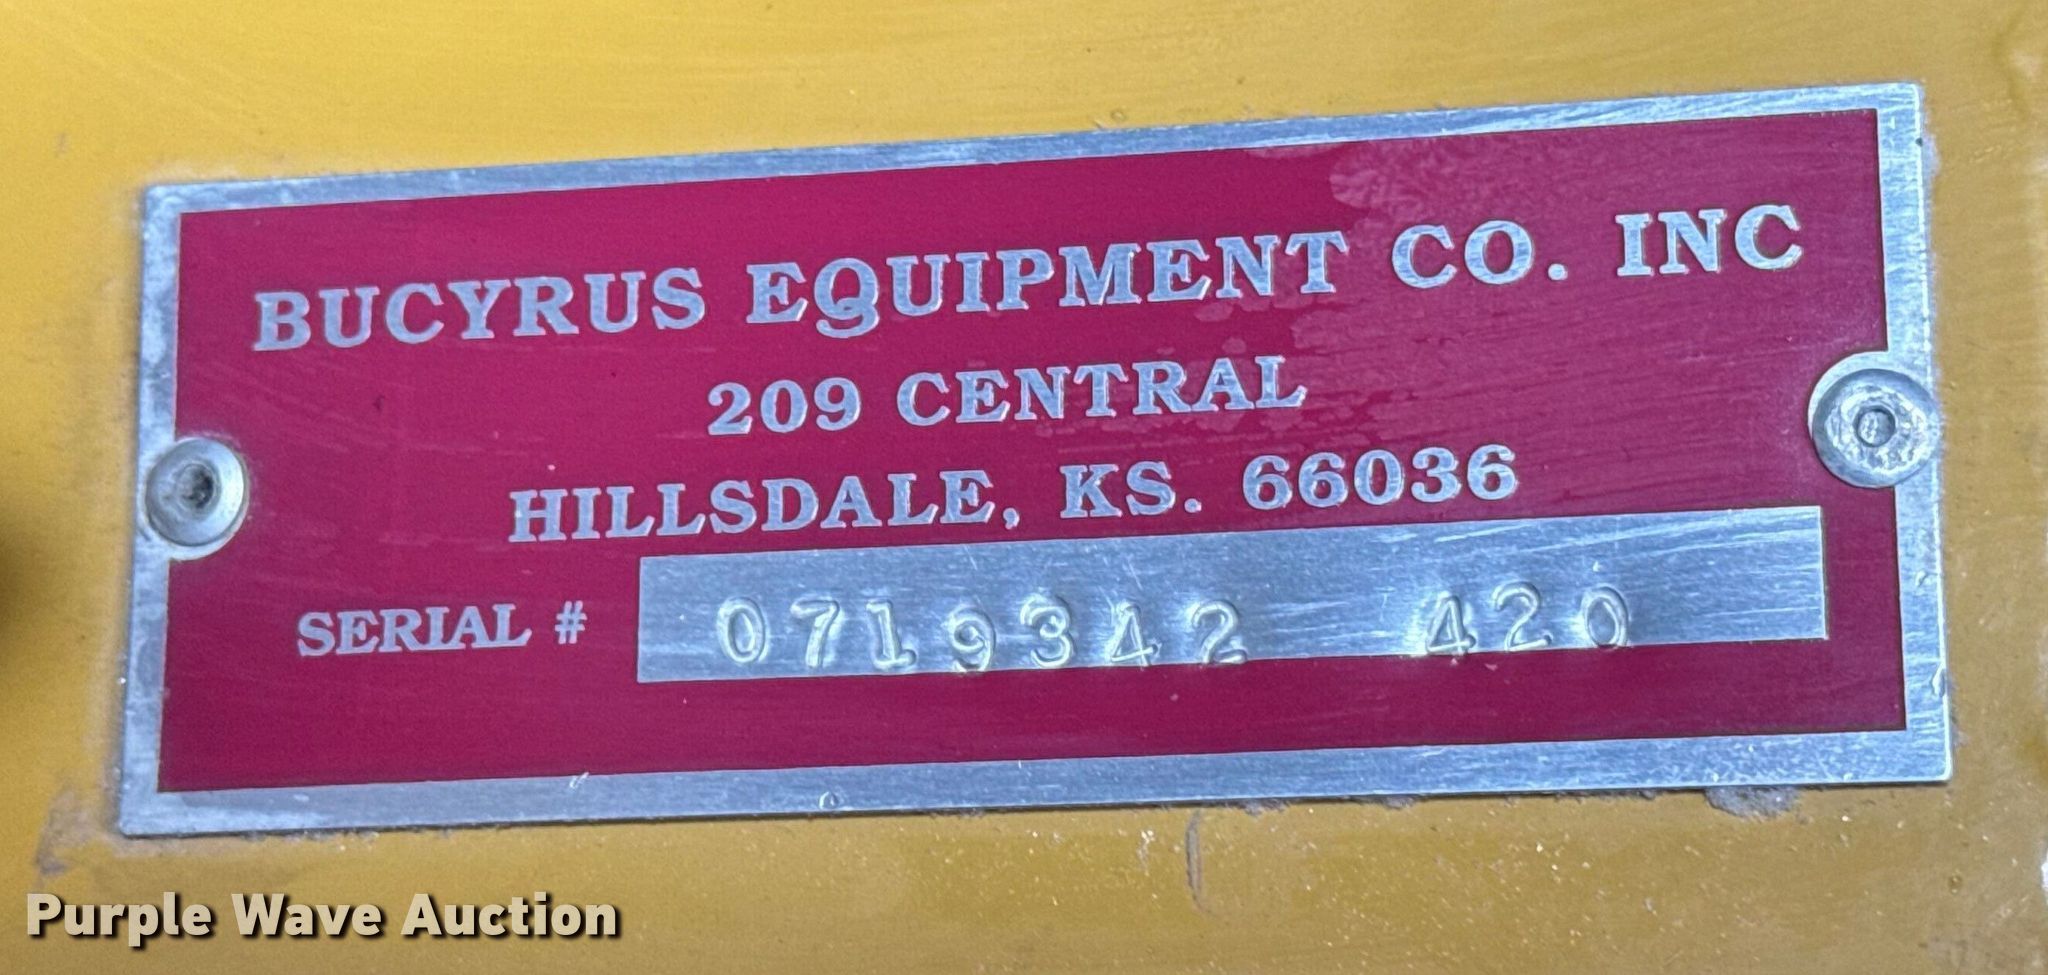 BUCYRUS EQUIPMENT CO. INC
209 CENTRAL
HILLSDALE, KS. 66036
SERIAL # 0719342 420
Purple Wave Auction